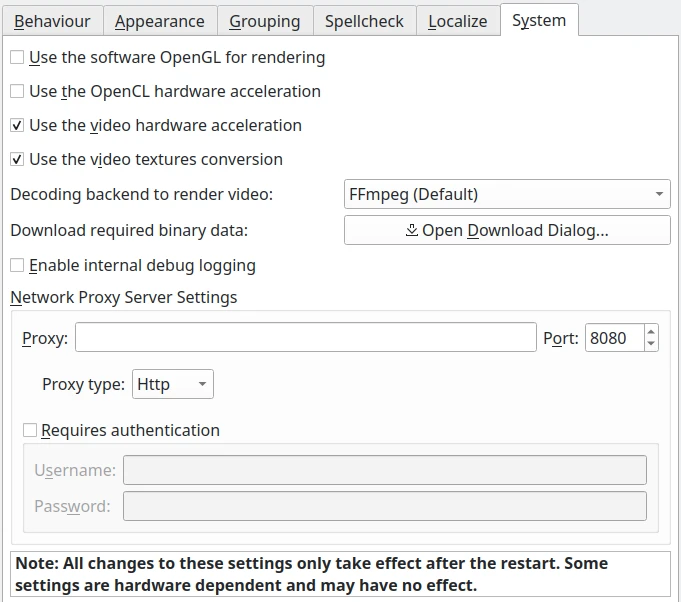 Behaviour Appearance Grouping Spellcheck Localize System
Use the software OpenGL for rendering
Use the OpenCL hardware acceleration
Use the video hardware acceleration
Use the video textures conversion
Decoding backend to render video: FFmpeg (Default)
Download required binary data: Open Download Dialog...
Enable internal debug logging
Network Proxy Server Settings
Proxy: Port: 8080
Proxy type: Http
Requires authentication
Username:
Password:
Note: All changes to these settings only take effect after the restart. Some
settings are hardware dependent and may have no effect.